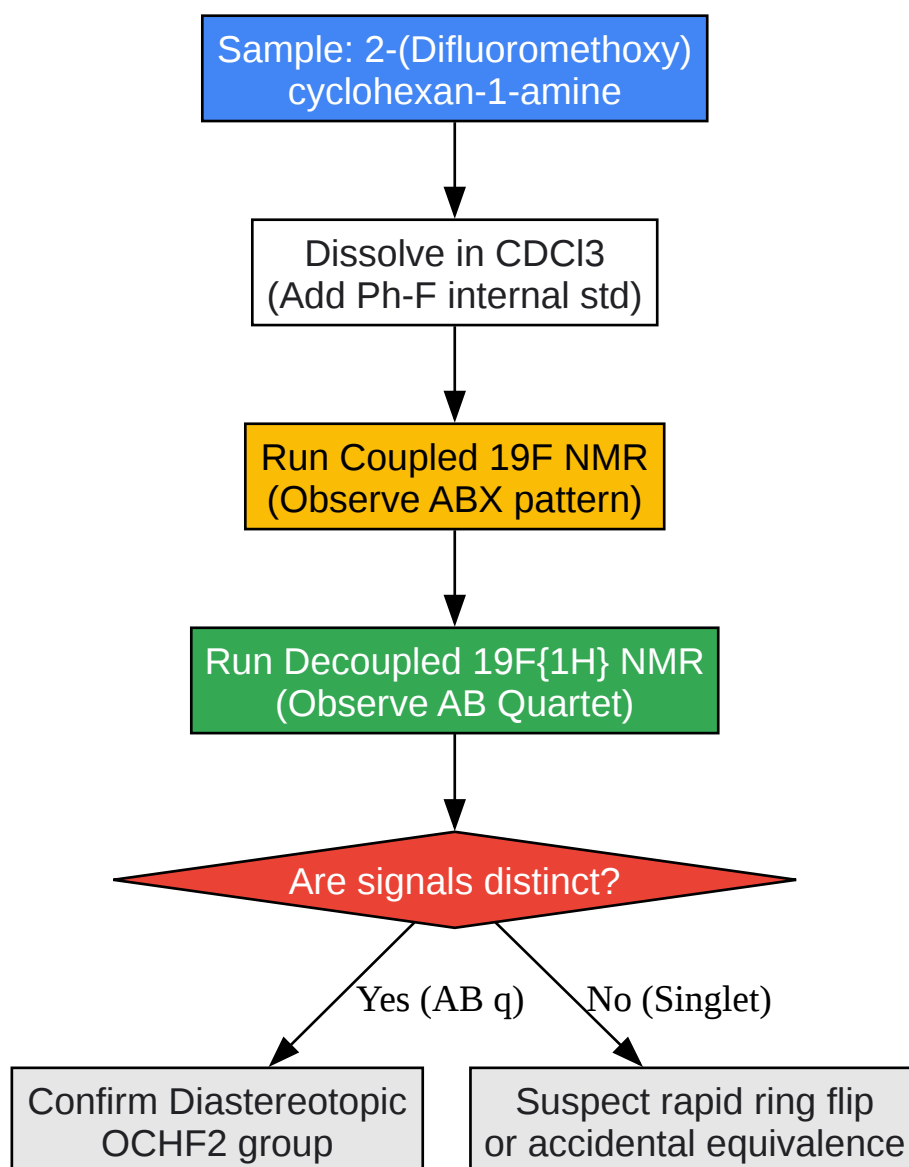 Sample: 2-(Difluoromethoxy)
cyclohexan-1-amine
Dissolve in CDCl3
(Add Ph-F internal std)
Run Coupled 19F NMR
(Observe ABX pattern)
Run Decoupled 19F{1H} NMR
(Observe AB Quartet)
Are signals distinct?
Yes (AB q)
No (Singlet)
Confirm Diastereotopic
OCHF2 group
Suspect rapid ring flip
or accidental equivalence